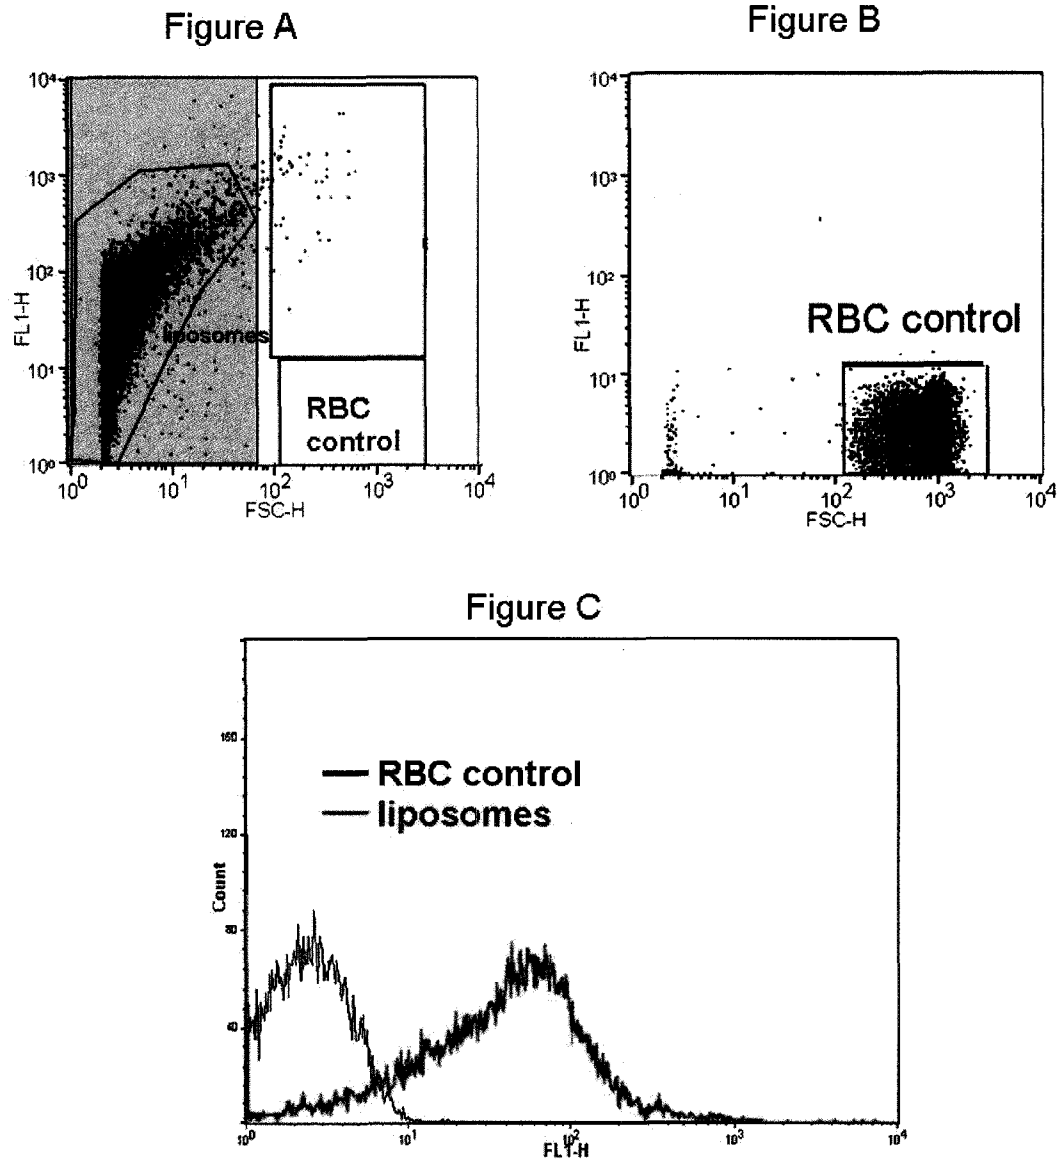 Figure A
Figure B
10⁴
10³
10²
10¹
10⁰
FL1-H
liposomes
RBC
control
10⁰ 10¹ 10² 10³ 10⁴
FSC-H
10⁴
10³
10²
10¹
10⁰
FL1-H
RBC control
10⁰ 10¹ 10² 10³ 10⁴
FSC-H
Figure C
160
120
80
40
Count
RBC control
liposomes
10⁰ 10¹ 10² 10³ 10⁴
FL1-H